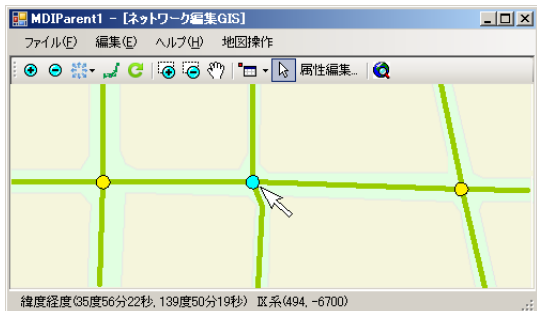 MDIParent1 - [ネットワーク編集GIS]
ファイル(F) 編集(E) ヘルプ(H) 地図操作
属性編集...
緯度経度(35度56分22秒, 139度50分19秒) Ⅸ系(494, -6700)